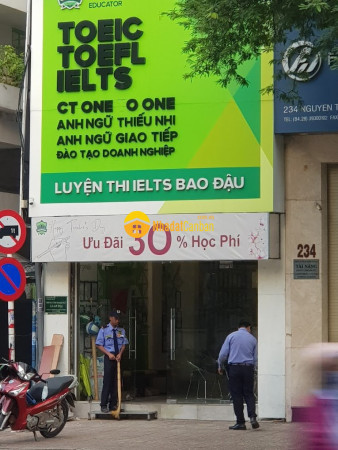 EDUCATOR
TOEIC
TOEFL
IELTS
CT ONE O ONE
ANH NGỮ THIẾU NHI
ANH NGỮ GIAO TIẾP
ĐÀO TẠO DOANH NGHIỆP
LUYỆN THI IELTS BAO ĐẬU
Ưu Đãi 30% Học Phí
234 NGUYEN T
234